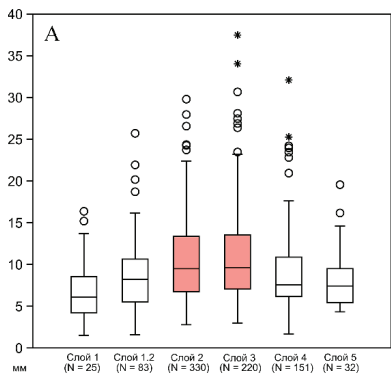 A
40
35
30
25
20
15
10
5
0
мм
Слой 1 Слой 1.2 Слой 2 Слой 3 Слой 4 Слой 5
(N = 25) (N = 83) (N = 330) (N = 220) (N = 151) (N = 32)